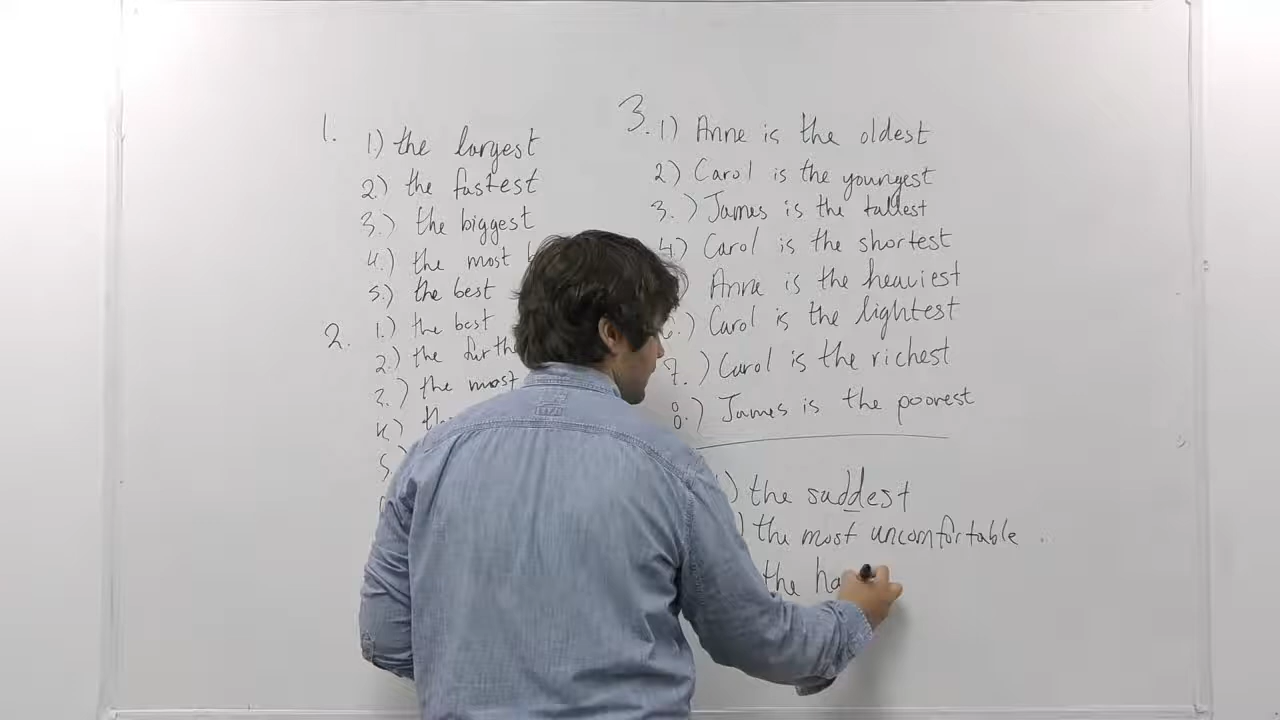 1.
1) the largest
2.) the fastest
3.) the biggest
4.) the most
5.) the best
2.
1.) the best
2.) the furth
3.) the most
4.) the
5.
3.
1) Anne is the oldest
2) Carol is the youngest
3.) James is the tallest
4) Carol is the shortest
Anne is the heaviest
6.) Carol is the lightest
7.) Carol is the richest
8.) James is the poorest
) the saddest
) the most uncomfortable ..
the ha